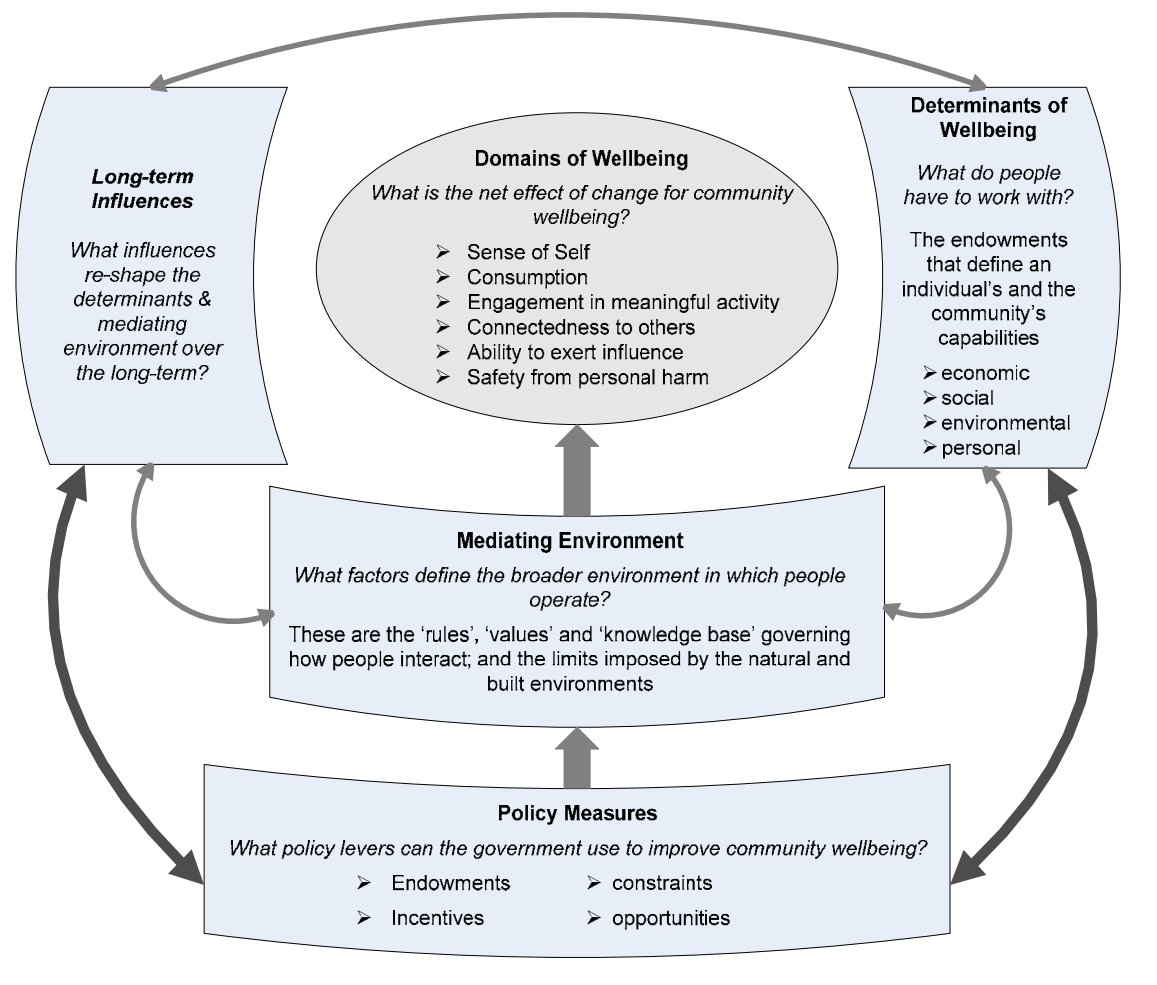 Long-term
Influences
What influences
re-shape the
determinants &
mediating
environment over
the long-term?
Domains of Wellbeing
What is the net effect of change for community
wellbeing?
➢ Sense of Self
➢ Consumption
➢ Engagement in meaningful activity
➢ Connectedness to others
➢ Ability to exert influence
➢ Safety from personal harm
Determinants of
Wellbeing
What do people
have to work with?
The endowments
that define an
individual's and the
community's
capabilities
➢ economic
➢ social
➢ environmental
➢ personal
Mediating Environment
What factors define the broader environment in which people
operate?
These are the ‘rules’, ‘values’ and ‘knowledge base’ governing
how people interact; and the limits imposed by the natural and
built environments
Policy Measures
What policy levers can the government use to improve community wellbeing?
➢ Endowments ➢ constraints
➢ Incentives ➢ opportunities